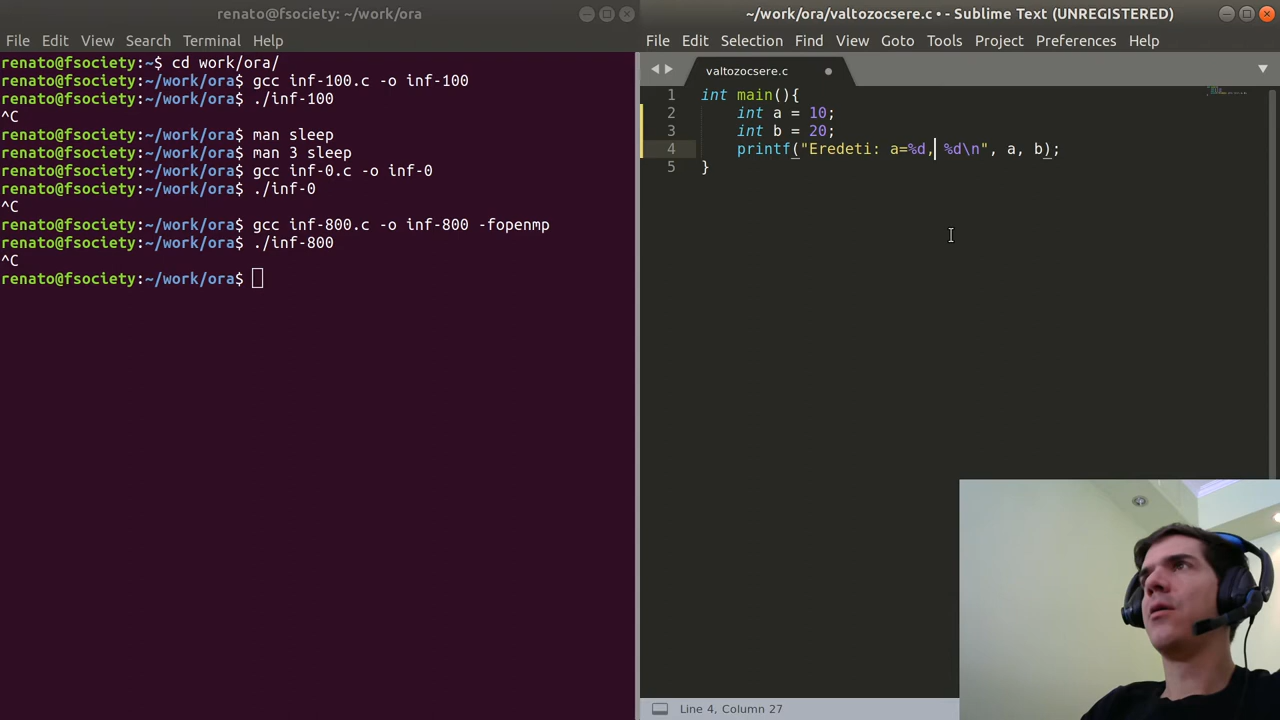 renato@fsociety: ~/work/ora
File Edit View Search Terminal Help
renato@fsociety:~$ cd work/ora/
renato@fsociety:~/work/ora$ gcc inf-100.c -o inf-100
renato@fsociety:~/work/ora$ ./inf-100
^C
renato@fsociety:~/work/ora$ man sleep
renato@fsociety:~/work/ora$ man 3 sleep
renato@fsociety:~/work/ora$ gcc inf-0.c -o inf-0
renato@fsociety:~/work/ora$ ./inf-0
^C
renato@fsociety:~/work/ora$ gcc inf-800.c -o inf-800 -fopenmp
renato@fsociety:~/work/ora$ ./inf-800
^C
renato@fsociety:~/work/ora$
~/work/ora/valtozocsere.c • - Sublime Text (UNREGISTERED)
File Edit Selection Find View Goto Tools Project Preferences Help
valtozocsere.c
1 int main(){
2     int a = 10;
3     int b = 20;
4     printf("Eredeti: a=%d, %d\n", a, b);
5 }
Line 4, Column 27